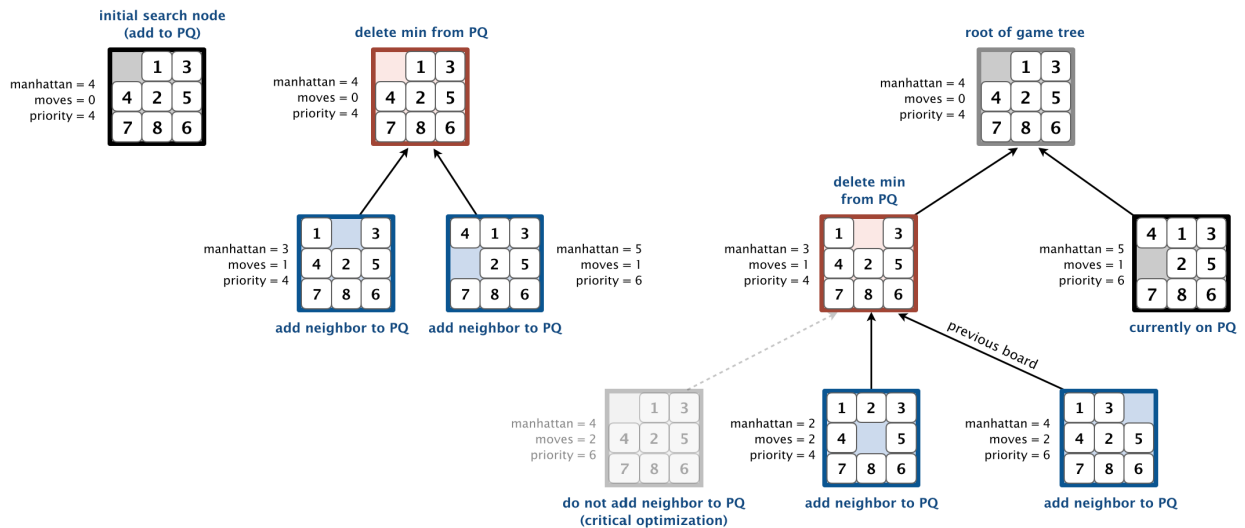 initial search node
(add to PQ)
manhattan = 4
moves = 0
priority = 4
1 3
4 2 5
7 8 6
delete min from PQ
manhattan = 4
moves = 0
priority = 4
1 3
4 2 5
7 8 6
manhattan = 3
moves = 1
priority = 4
1 3
4 2 5
7 8 6
add neighbor to PQ
4 1 3
2 5
7 8 6
manhattan = 5
moves = 1
priority = 6
add neighbor to PQ
root of game tree
manhattan = 4
moves = 0
priority = 4
1 3
4 2 5
7 8 6
delete min
from PQ
manhattan = 3
moves = 1
priority = 4
1 3
4 2 5
7 8 6
manhattan = 5
moves = 1
priority = 6
4 1 3
2 5
7 8 6
currently on PQ
previous board
manhattan = 4
moves = 2
priority = 6
1 3
4 2 5
7 8 6
do not add neighbor to PQ
(critical optimization)
manhattan = 2
moves = 2
priority = 4
1 2 3
4 5
7 8 6
add neighbor to PQ
manhattan = 4
moves = 2
priority = 6
1 3
4 2 5
7 8 6
add neighbor to PQ